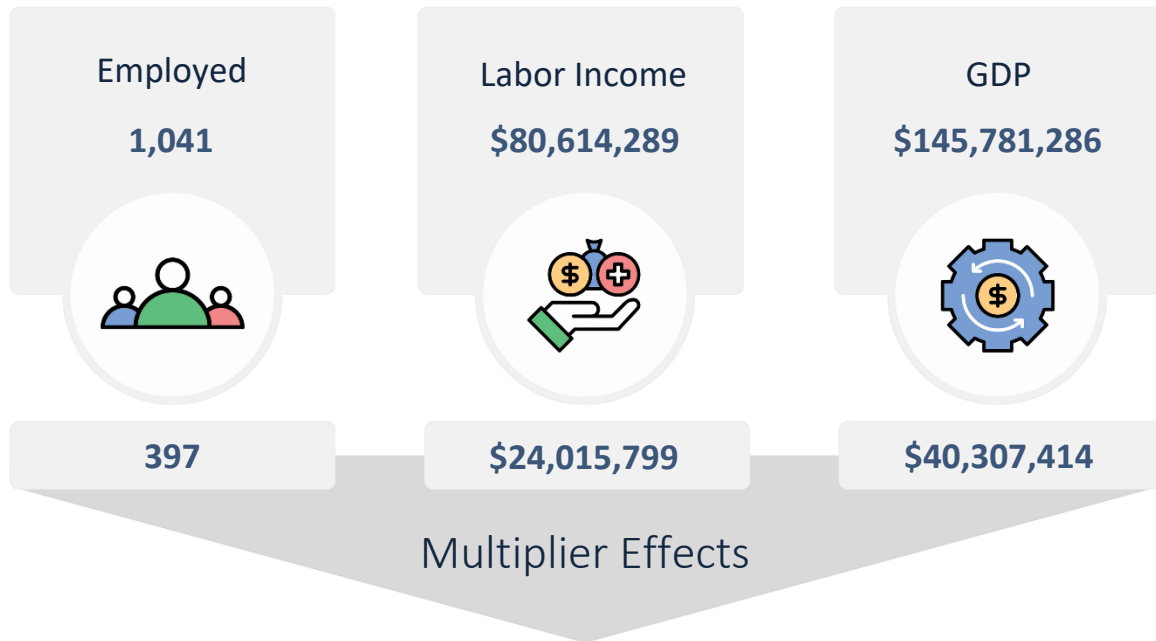 Employed
1,041
Labor Income
$80,614,289
GDP
$145,781,286
$
$
397
$24,015,799
$40,307,414
Multiplier Effects